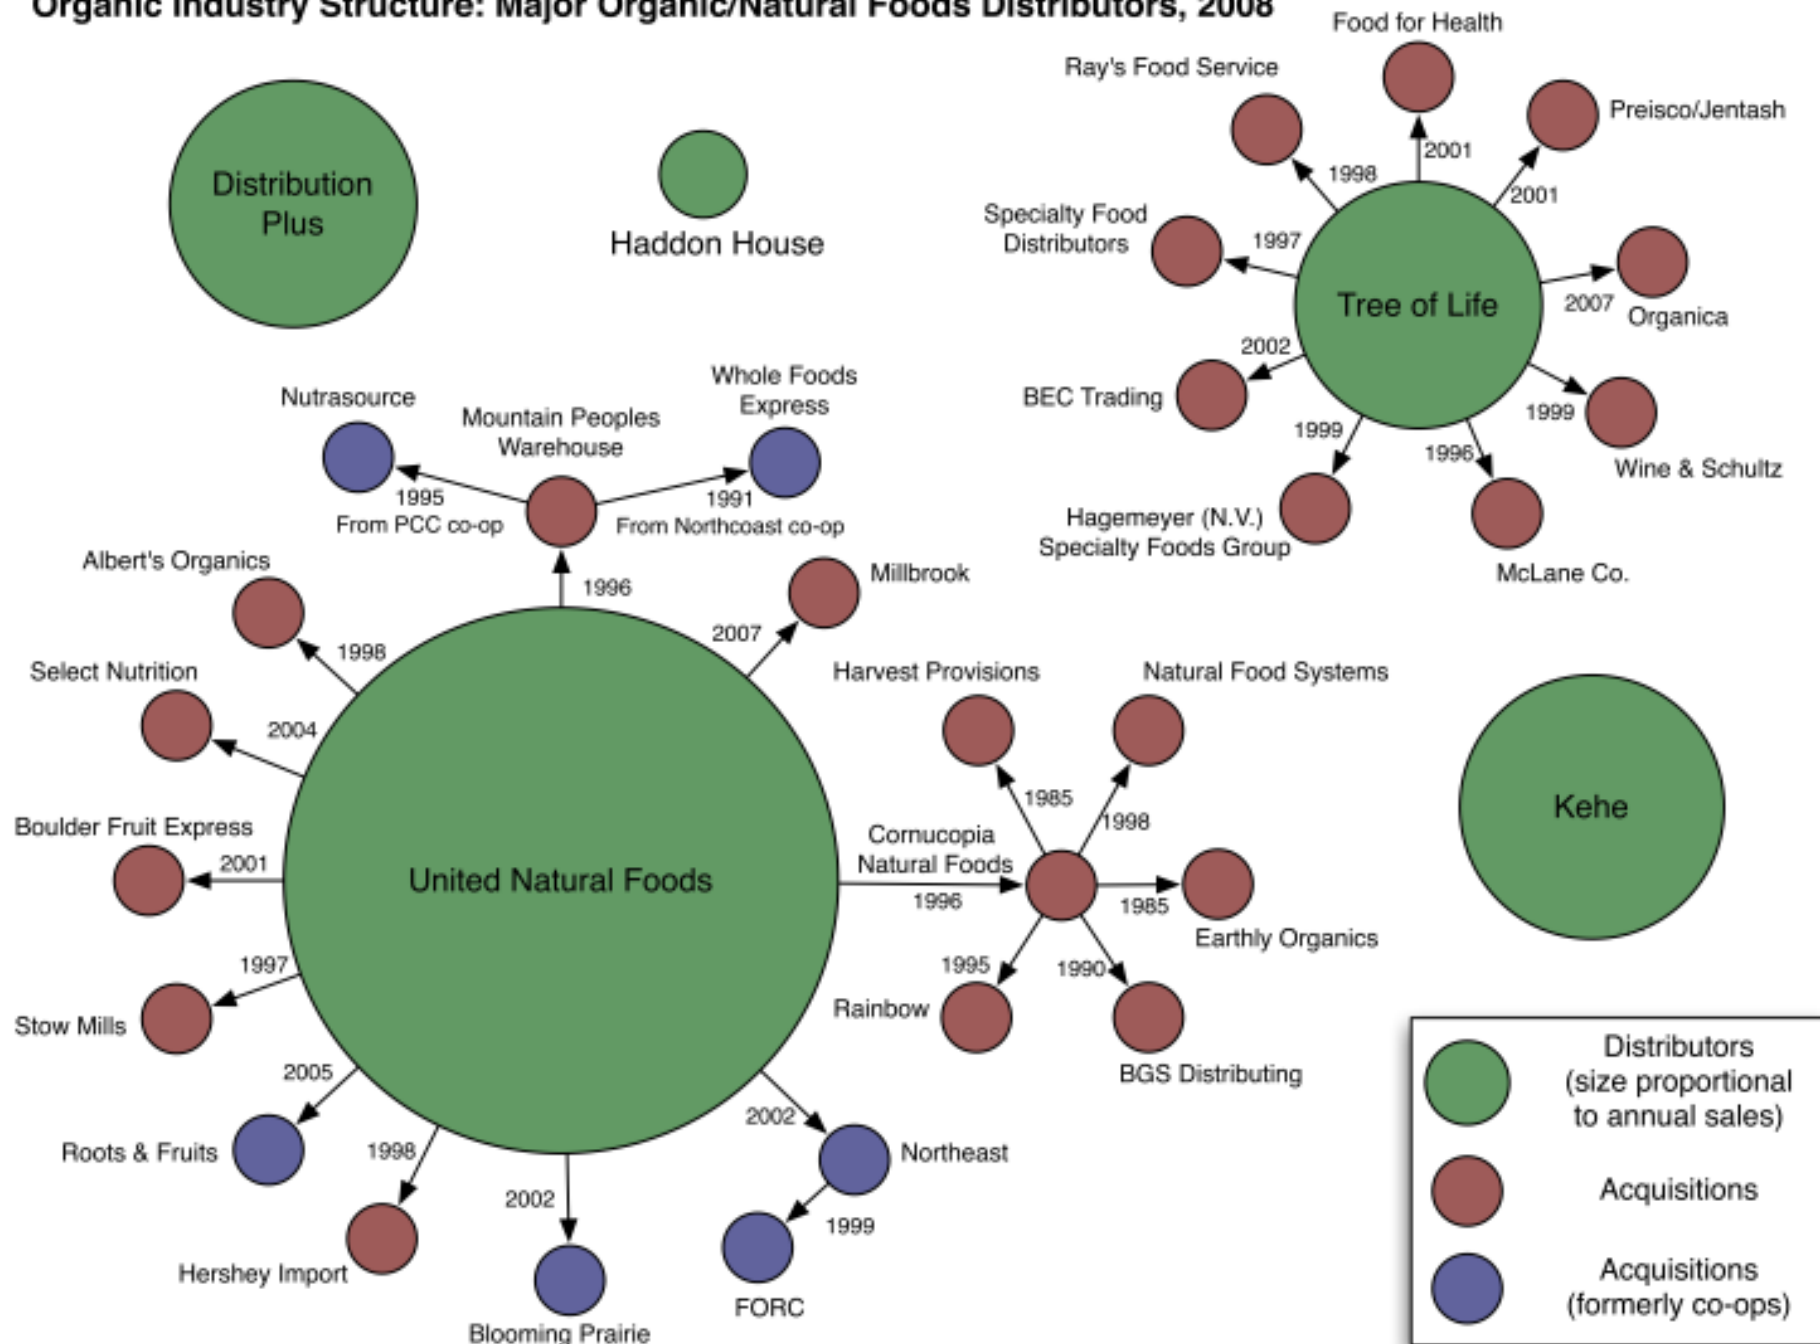 Organic Industry Structure: Major Organic/Natural Foods Distributors, 2008
Food for Health
Ray's Food Service
Preisco/Jentash
2001
1998
2001
Distribution
Plus
Haddon House
Specialty Food
Distributors
1997
Tree of Life
2007
Organica
2002
BEC Trading
1999
1999
1996
Wine & Schultz
Hagemeyer (N.V.)
Specialty Foods Group
McLane Co.
Nutrasource
Mountain Peoples
Warehouse
Whole Foods
Express
1995
From PCC co-op
1991
From Northcoast co-op
Albert's Organics
1996
Millbrook
1998
2007
Select Nutrition
2004
Harvest Provisions
Natural Food Systems
1985
1998
Boulder Fruit Express
2001
United Natural Foods
Cornucopia
Natural Foods
1996
1985
Earthly Organics
Kehe
1997
Stow Mills
1995
1990
Rainbow
BGS Distributing
2005
Roots & Fruits
1998
Hershey Import
2002
Blooming Prairie
2002
Northeast
1999
FORC
Distributors
(size proportional
to annual sales)
Acquisitions
Acquisitions
(formerly co-ops)